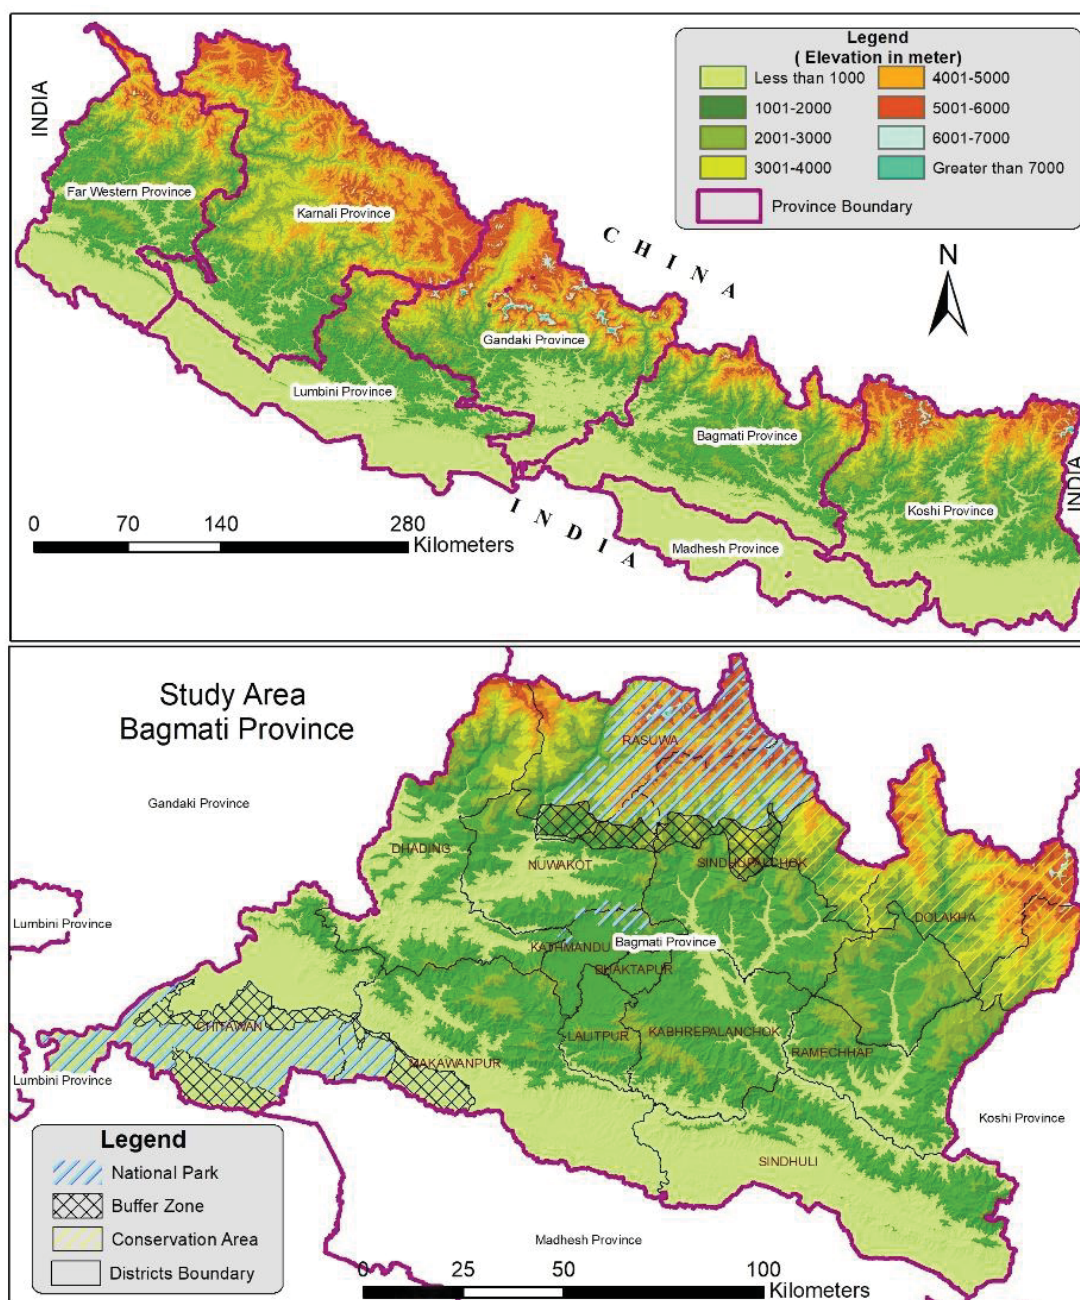 Legend
( Elevation in meter)
Less than 1000
4001-5000
1001-2000
5001-6000
2001-3000
6001-7000
3001-4000
Greater than 7000
Province Boundary
INDIA
Far Western Province
Karnali Province
CHINA
N
Gandaki Province
Lumbini Province
Bagmati Province
INDIA
Koshi Province
INDIA
Madhesh Province
0 70 140 280
Kilometers
Study Area
Bagmati Province
Gandaki Province
RASUWA
DHADING
NUWAKOT
SINDHUPALCHOK
Lumbini Province
DOLAKHA
KATHMANDU
Bagmati Province
BHAKTAPUR
CHITAWAN
LALITPUR
KABHREPALANCHOK
RAMECHHAP
MAKAWANPUR
Lumbini Province
Koshi Province
SINDHULI
Madhesh Province
Legend
National Park
Buffer Zone
Conservation Area
Districts Boundary
0 25 50 100
Kilometers